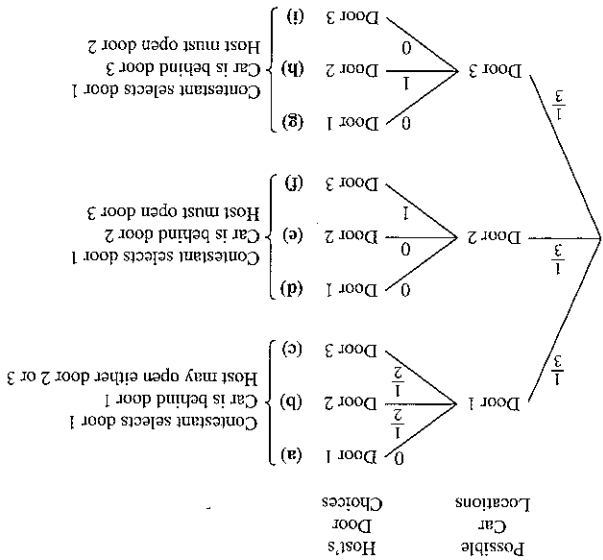 Possible
Car
Locations
Host's
Door
Choices
1/3
Door 1
0
Door 1 (a)
1/2
Door 2 (b)
1/2
Door 3 (c)
Contestant selects door 1
Car is behind door 1
Host may open either door 2 or 3
1/3
Door 2
0
Door 1 (d)
0
Door 2 (e)
1
Door 3 (f)
Contestant selects door 1
Car is behind door 2
Host must open door 3
1/3
Door 3
0
Door 1 (g)
1
Door 2 (h)
0
Door 3 (i)
Contestant selects door 1
Car is behind door 3
Host must open door 2